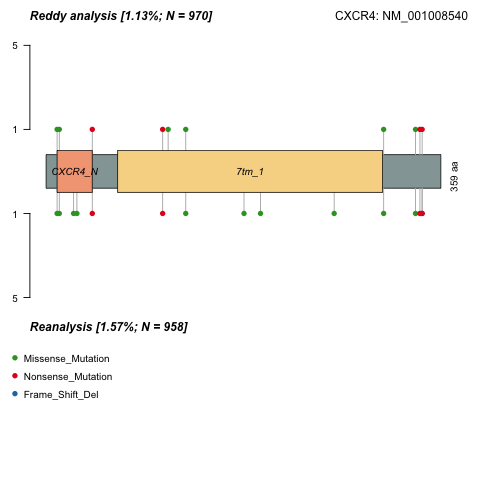 Reddy analysis [1.13%; N = 970]
CXCR4: NM_001008540
5
1
CXCR4_N
7tm_1
359 aa
1
5
Reanalysis [1.57%; N = 958]
Missense_Mutation
Nonsense_Mutation
Frame_Shift_Del